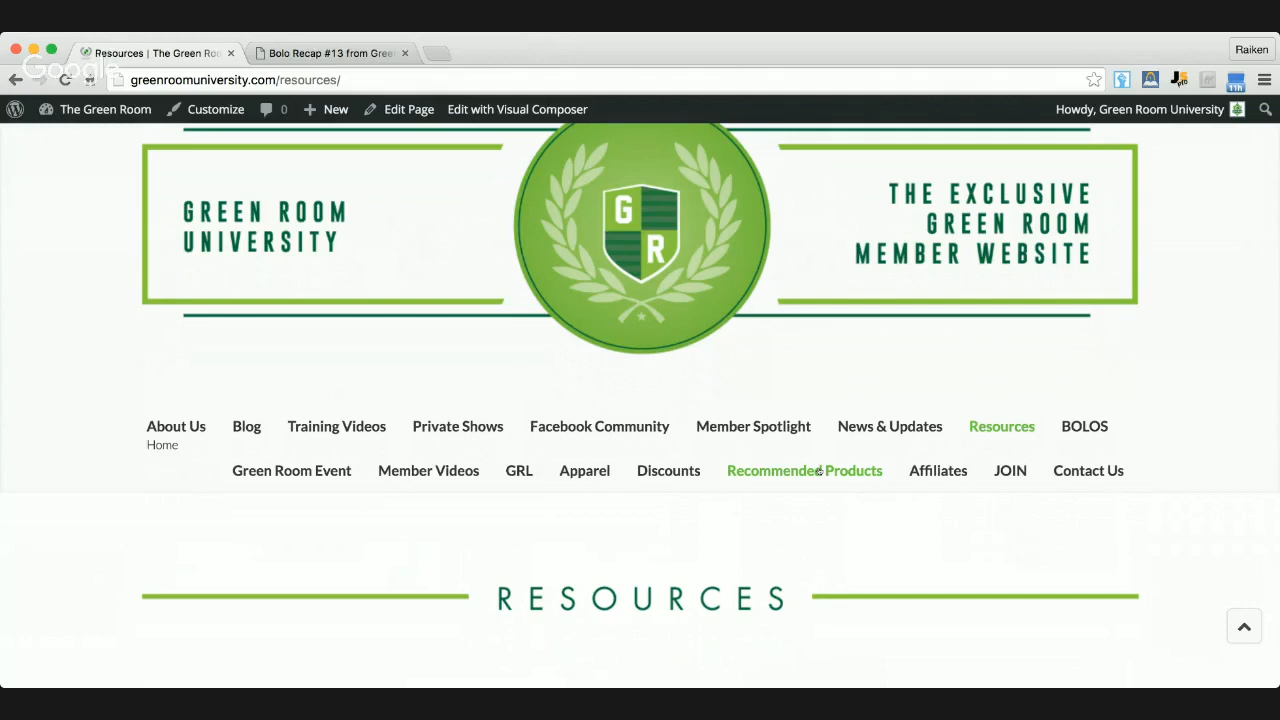 Resources | The Green Roo
Bolo Recap #13 from Gree
Raiken
Google
greenroomuniversity.com/resources/
11h
The Green Room
Customize
0
New
Edit Page
Edit with Visual Composer
Howdy, Green Room University
GREEN ROOM
UNIVERSITY
G
R
THE EXCLUSIVE
GREEN ROOM
MEMBER WEBSITE
About Us Blog Training Videos Private Shows Facebook Community Member Spotlight News & Updates Resources BOLOS
Home
Green Room Event Member Videos GRL Apparel Discounts Recommended Products Affiliates JOIN Contact Us
RESOURCES